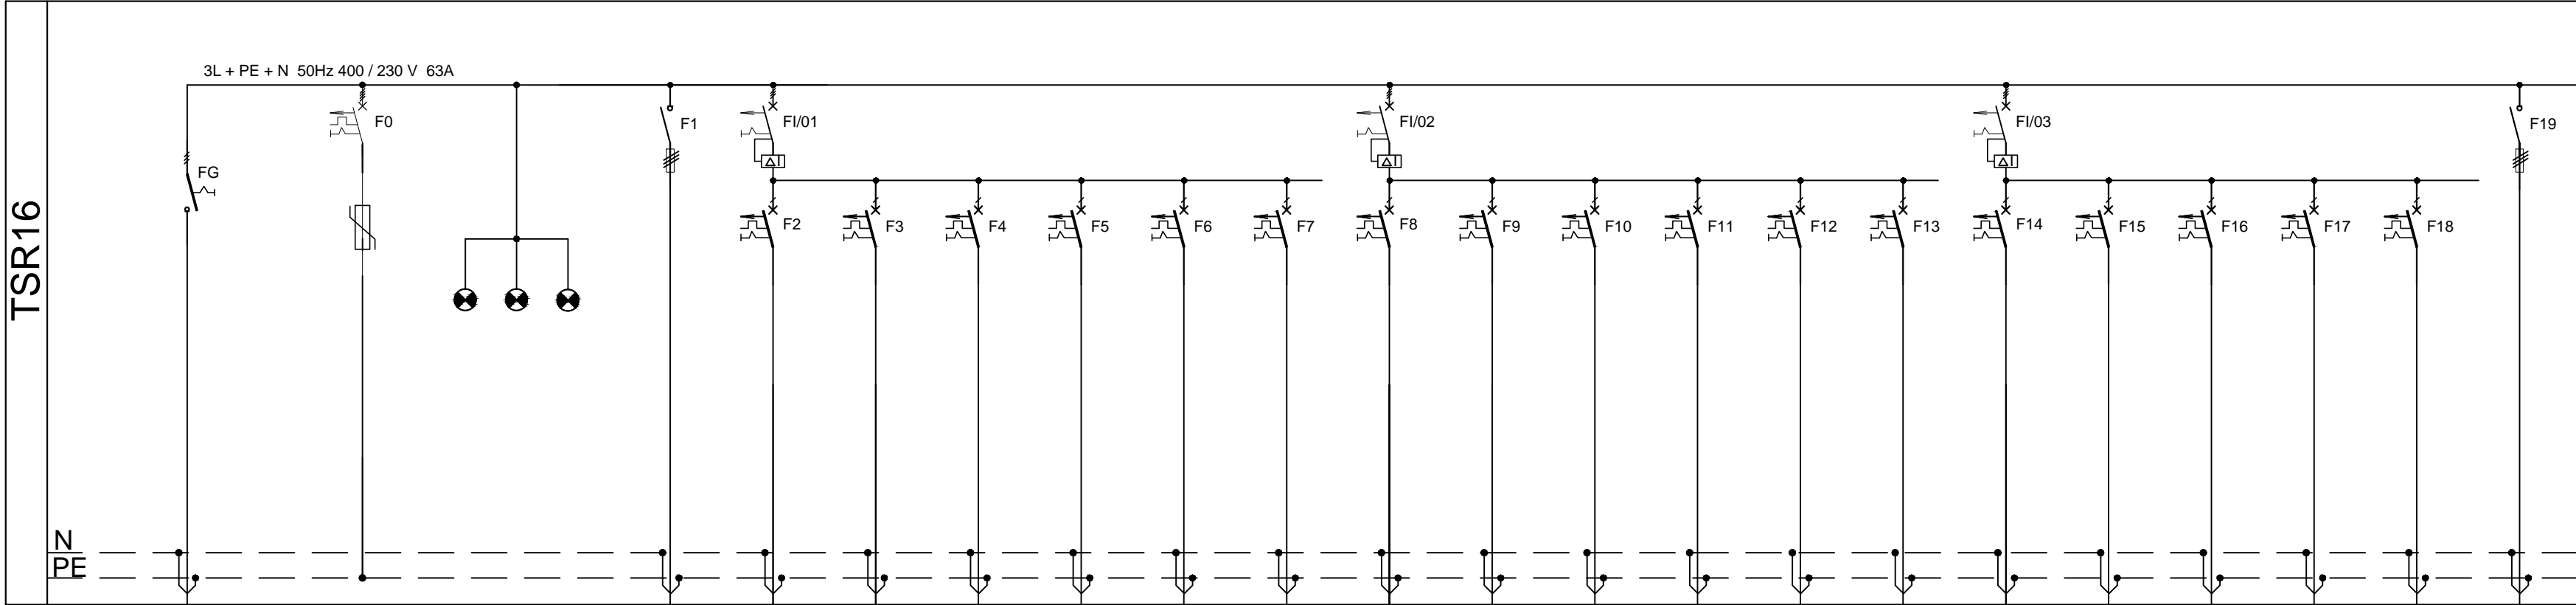 TSR16
3L + PE + N 50Hz 400 / 230 V 63A
FG
F0
F1
FI/01
FI/02
FI/03
F19
F2
F3
F4
F5
F6
F7
F8
F9
F10
F11
F12
F13
F14
F15
F16
F17
F18
N
PE